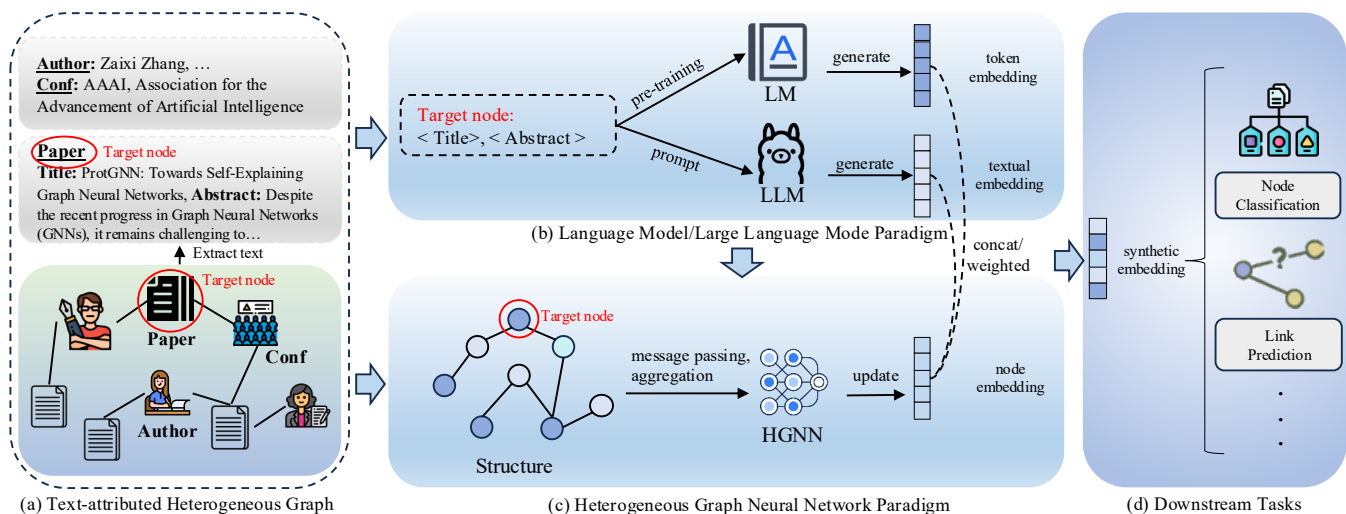 Author: Zaixi Zhang, …
Conf: AAAI, Association for the
Advancement of Artificial Intelligence
Paper Target node
Title: ProtGNN: Towards Self-Explaining
Graph Neural Networks, Abstract: Despite
the recent progress in Graph Neural Networks
(GNNs), it remains challenging to…
Extract text
Target node
Paper
Conf
Author
(a) Text-attributed Heterogeneous Graph
Target node:
< Title>, < Abstract >
pre-training
prompt
A
LM
LLM
generate
generate
token
embedding
textual
embedding
(b) Language Model/Large Language Mode Paradigm
concat/
weighted
Target node
Structure
message passing,
aggregation
HGNN
update
node
embedding
(c) Heterogeneous Graph Neural Network Paradigm
synthetic
embedding
Node
Classification
?
Link
Prediction
.
.
.
(d) Downstream Tasks